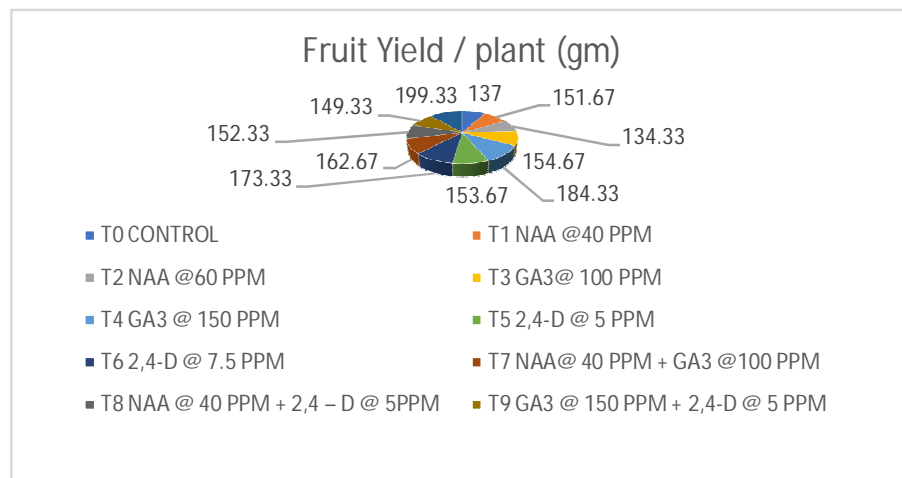 Fruit Yield / plant (gm)
149.33 199.33 137 151.67
152.33 134.33
162.67 154.67
173.33 153.67 184.33
T0 CONTROL T1 NAA @40 PPM
T2 NAA @60 PPM T3 GA3@ 100 PPM
T4 GA3 @ 150 PPM T5 2,4-D @ 5 PPM
T6 2,4-D @ 7.5 PPM T7 NAA@ 40 PPM + GA3 @100 PPM
T8 NAA @ 40 PPM + 2,4 – D @ 5PPM T9 GA3 @ 150 PPM + 2,4-D @ 5 PPM